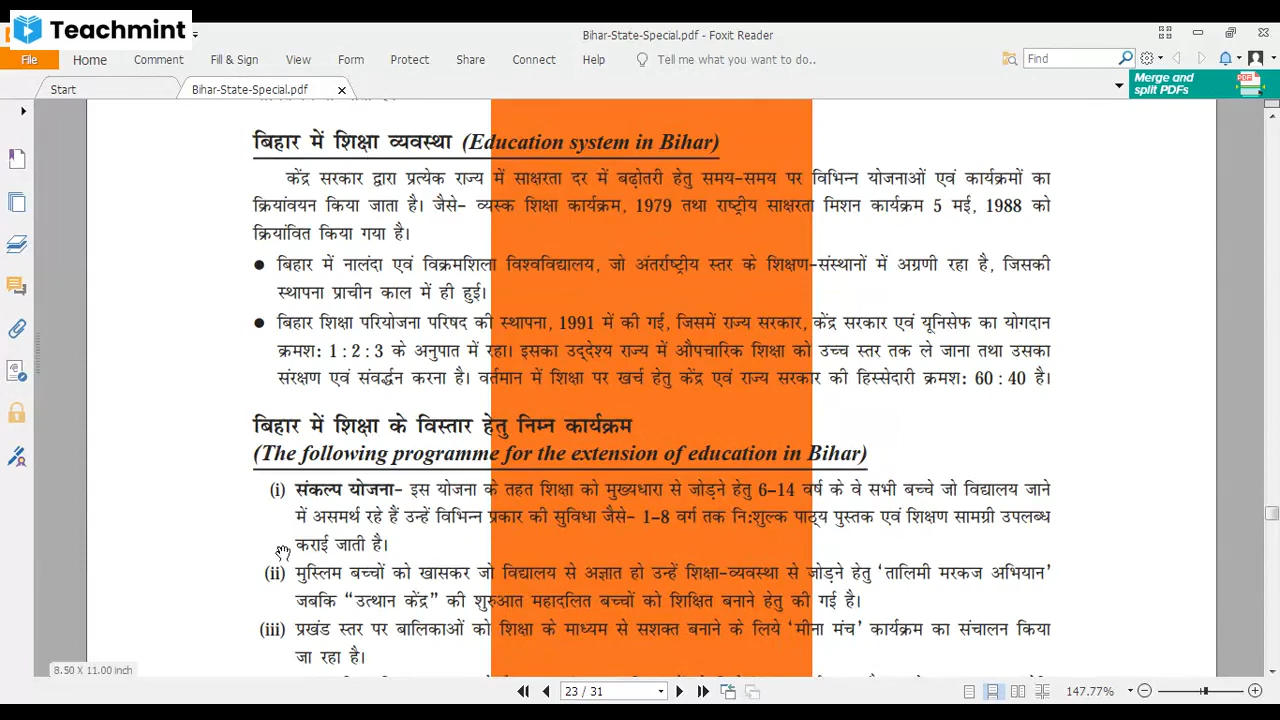 Teachmint
Bihar-State-Special.pdf - Foxit Reader
File Home Comment Fill & Sign View Form Protect Share Connect Help Tell me what you want to do.. Find
Start Bihar-State-Special.pdf
Merge and
split PDFs
बिहार में शिक्षा व्यवस्था (Education system in Bihar)
केंद्र सरकार द्वारा प्रत्येक राज्य में साक्षरता दर में बढ़ोतरी हेतु समय-समय पर विभिन्न योजनाओं एवं कार्यक्रमों का
क्रियांवयन किया जाता है। जैसे- व्यस्क शिक्षा कार्यक्रम, 1979 तथा राष्ट्रीय साक्षरता मिशन कार्यक्रम 5 मई, 1988 को
क्रियांवित किया गया है।
● बिहार में नालंदा एवं विक्रमशिला विश्वविद्यालय, जो अंतर्राष्ट्रीय स्तर के शिक्षण-संस्थानों में अग्रणी रहा है, जिसकी
स्थापना प्राचीन काल में ही हुई।
● बिहार शिक्षा परियोजना परिषद की स्थापना, 1991 में की गई, जिसमें राज्य सरकार, केंद्र सरकार एवं यूनिसेफ का योगदान
क्रमश: 1 : 2 : 3 के अनुपात में रहा। इसका उद्देश्य राज्य में औपचारिक शिक्षा को उच्च स्तर तक ले जाना तथा उसका
संरक्षण एवं संवर्द्धन करना है। वर्तमान में शिक्षा पर खर्च हेतु केंद्र एवं राज्य सरकार की हिस्सेदारी क्रमश: 60 : 40 है।
बिहार में शिक्षा के विस्तार हेतु निम्न कार्यक्रम
(The following programme for the extension of education in Bihar)
(i) संकल्प योजना- इस योजना के तहत शिक्षा को मुख्यधारा से जोड़ने हेतु 6-14 वर्ष के वे सभी बच्चे जो विद्यालय जाने
में असमर्थ रहे हैं उन्हें विभिन्न प्रकार की सुविधा जैसे- 1-8 वर्ग तक नि:शुल्क पाठ्य पुस्तक एवं शिक्षण सामग्री उपलब्ध
कराई जाती है।
(ii) मुस्लिम बच्चों को खासकर जो विद्यालय से अज्ञात हो उन्हें शिक्षा-व्यवस्था से जोड़ने हेतु 'तालिमी मरकज अभियान'
जबकि "उत्थान केंद्र" की शुरुआत महादलित बच्चों को शिक्षित बनाने हेतु की गई है।
(iii) प्रखंड स्तर पर बालिकाओं को शिक्षा के माध्यम से सशक्त बनाने के लिये 'मीना मंच' कार्यक्रम का संचालन किया
जा रहा है।
8.50 x 11.00 inch
23 / 31 147.77%